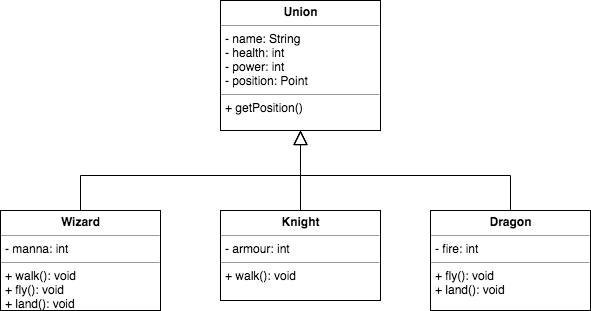 Union
- name: String
- health: int
- power: int
- position: Point
+ getPosition()
Wizard
- manna: int
+ walk(): void
+ fly(): void
+ land(): void
Knight
- armour: int
+ walk(): void
Dragon
- fire: int
+ fly(): void
+ land(): void